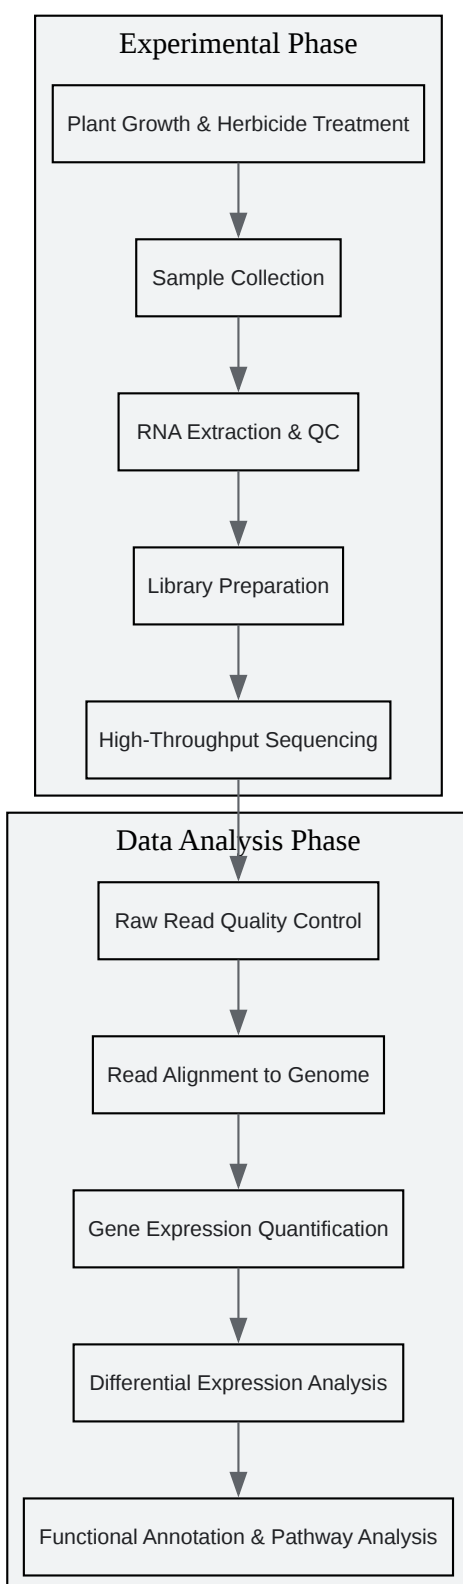 Experimental Phase
Plant Growth & Herbicide Treatment
Sample Collection
RNA Extraction & QC
Library Preparation
High-Throughput Sequencing
Data Analysis Phase
Raw Read Quality Control
Read Alignment to Genome
Gene Expression Quantification
Differential Expression Analysis
Functional Annotation & Pathway Analysis